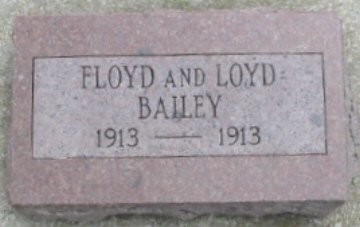 FLOYD AND LOYD
BAILEY
1913 — 1913